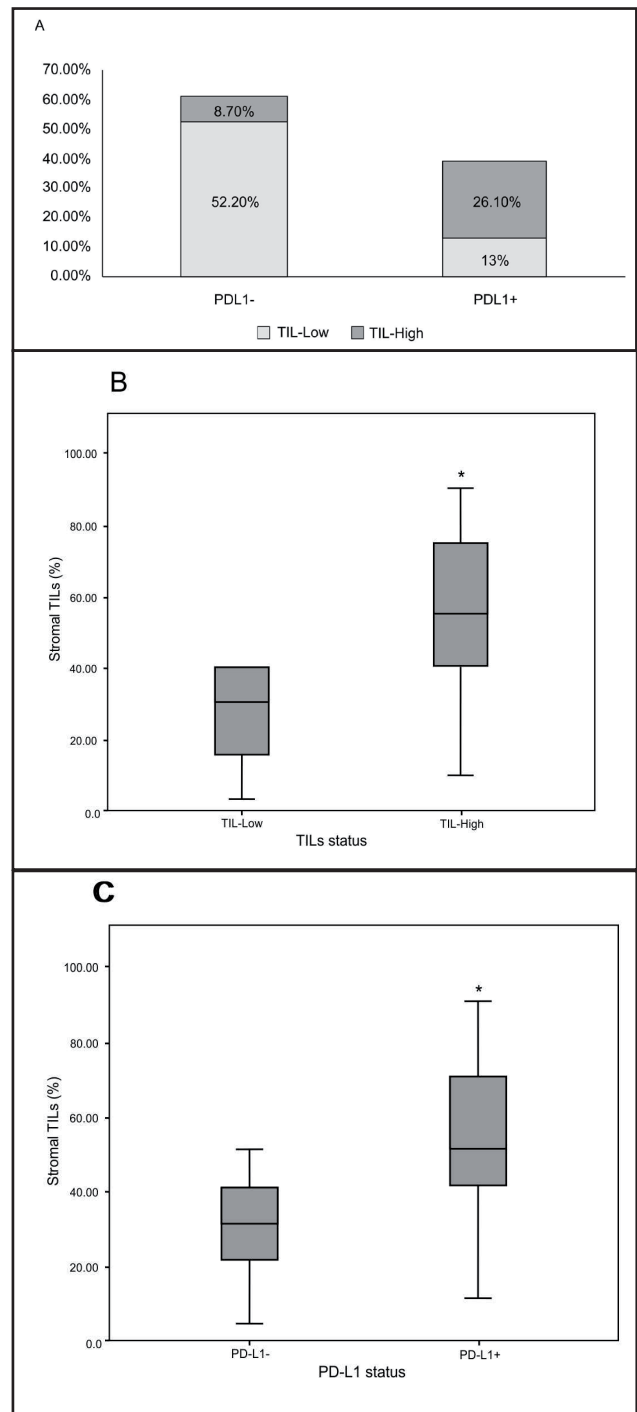 A
70.00%
60.00%
50.00%
40.00%
30.00%
20.00%
10.00%
0.00%
8.70%
52.20%
26.10%
13%
PDL1- PDL1+
TIL-Low TIL-High
B
Stromal TILs (%)
100.00
80.00
60.00
40.00
20.00
0.0
*
TIL-Low TIL-High
TILs status
C
Stromal TILs (%)
100.00
80.00
60.00
40.00
20.00
0.0
*
PD-L1- PD-L1+
PD-L1 status